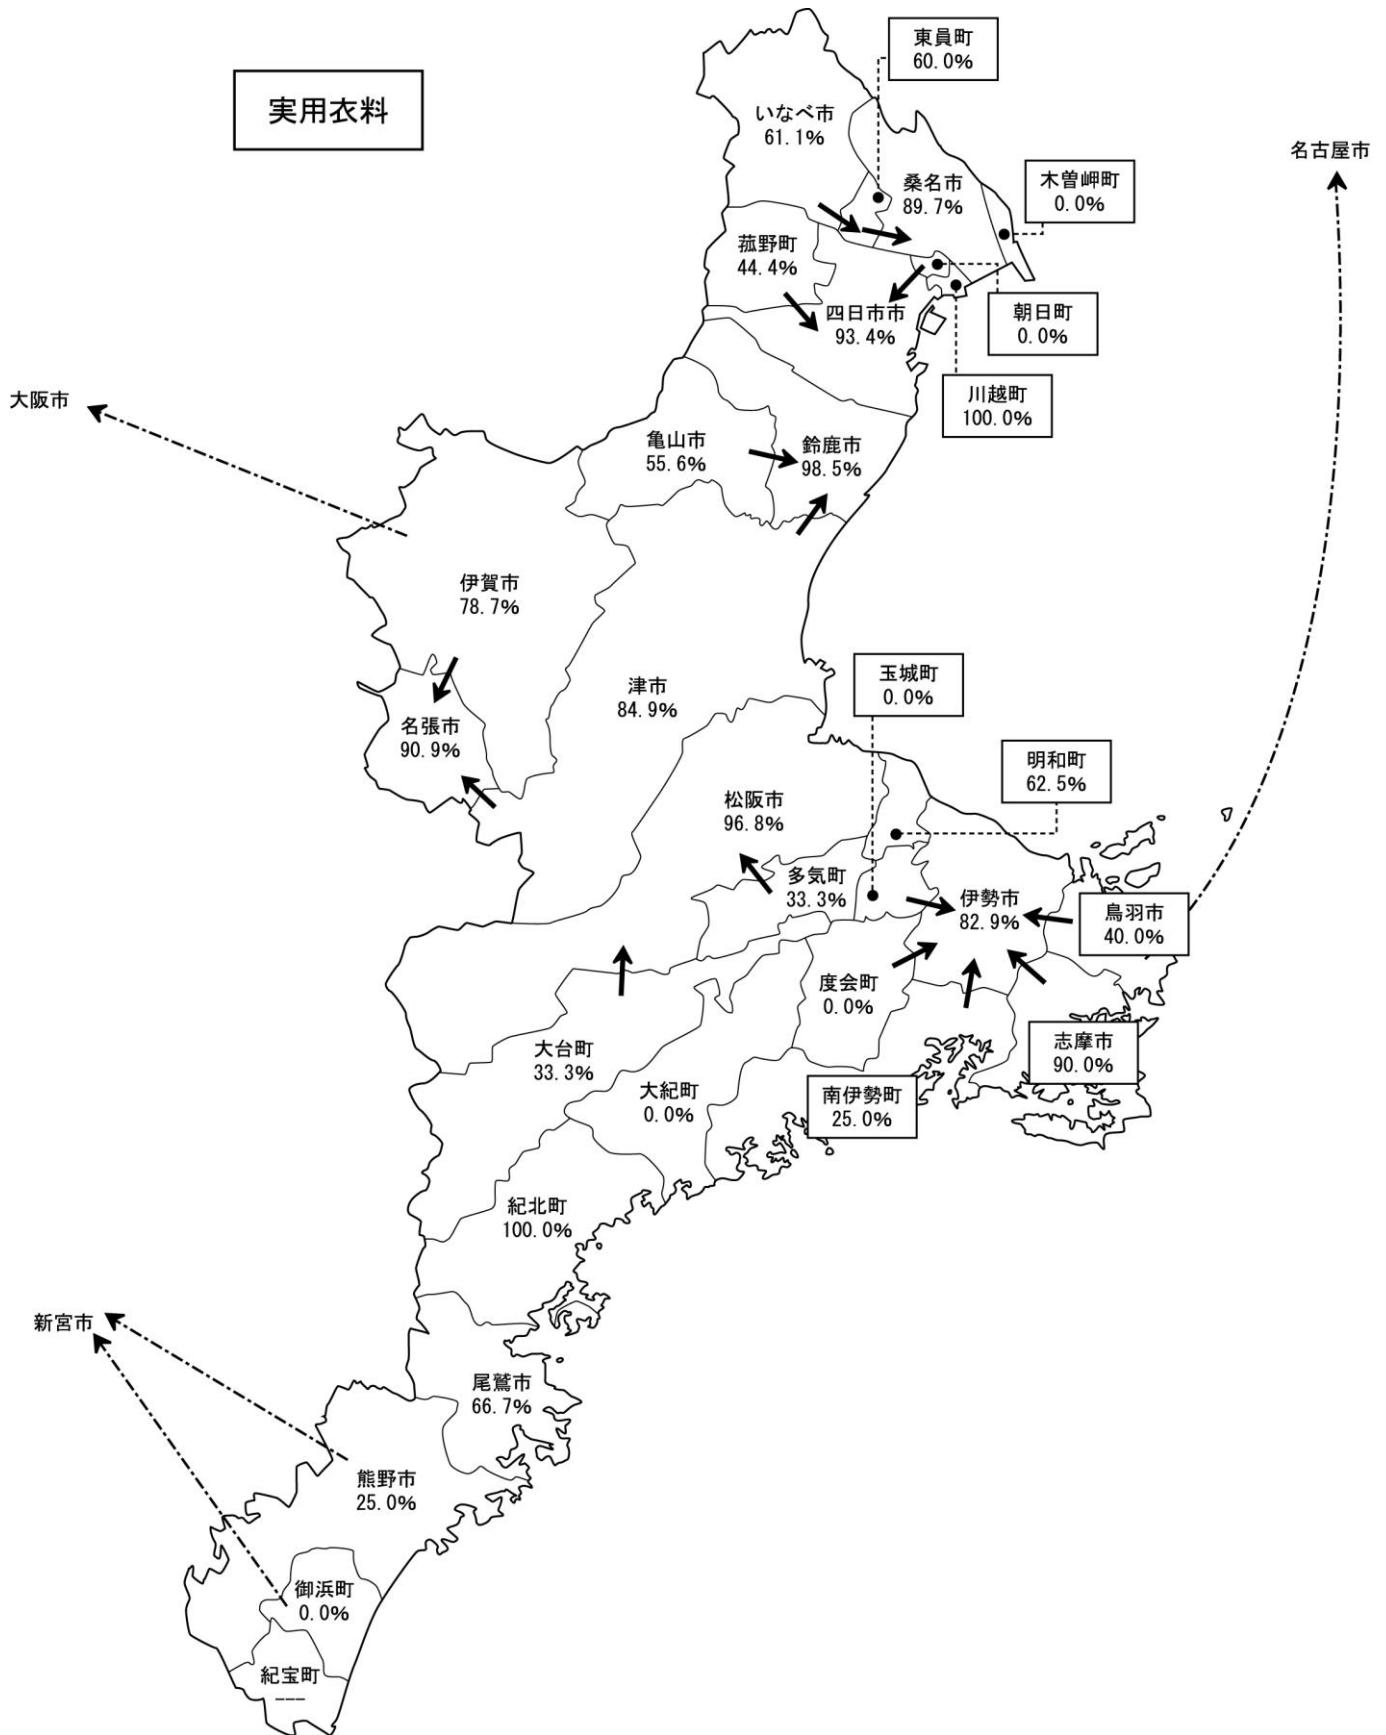 実用衣料
東員町
60.0%
いなべ市
61.1%
名古屋市
桑名市
89.7%
木曽岬町
0.0%
菰野町
44.4%
四日市市
93.4%
朝日町
0.0%
川越町
100.0%
大阪市
亀山市
55.6%
鈴鹿市
98.5%
伊賀市
78.7%
津市
84.9%
玉城町
0.0%
名張市
90.9%
明和町
62.5%
松阪市
96.8%
多気町
33.3%
伊勢市
82.9%
鳥羽市
40.0%
度会町
0.0%
大台町
33.3%
志摩市
90.0%
大紀町
0.0%
南伊勢町
25.0%
紀北町
100.0%
新宮市
尾鷲市
66.7%
熊野市
25.0%
御浜町
0.0%
紀宝町
---